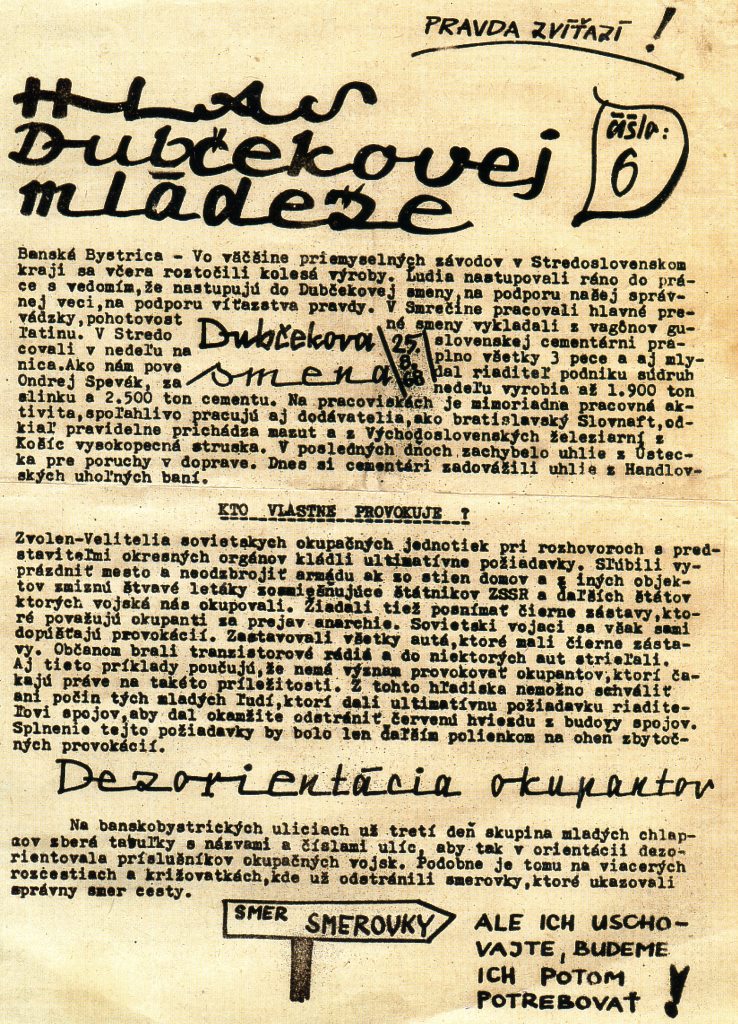 PRAVDA ZVÍŤAZÍ !
HLAS
Dubčekovej
mládeže
číslo:
6
Banská Bystrica - Vo väčšine priemyselných závodov v Stredoslovenskom
kraji sa včera roztočili kolesá výroby. Ľudia nastupovali ráno do prá-
ce s vedomím,že nastupujú do Dubčekovej smeny,na podporu našej správ-
nej veci,na podporu víťazstva pravdy. V Smrečine pracovali hlavné pre-
vádzky,pohotovost né smeny vykladali z vagônov gu-
ľatinu. V Stredo slovenskej cementárni pra-
covali v nedeľu na plno všetky 3 pece a aj mly-
nica.Ako nám pove dal riaditeľ podniku súdruh
Ondrej Spevák, za nedeľu vyrobia až 1.900 ton
Dubčekova
smena
25.
8.
68
slinku a 2.500 ton cementu. Na pracoviskách je mimoriadna pracovná ak-
tivita,spoľahlivo pracujú aj dodávatelia,ako bratislavský Slovnaft,od-
kiaľ pravidelne prichádza mazut a z Východoslovenských železiarní z
Košíc vysokopecná struska. V posledných dňoch zachybelo uhlie z Ústec-
ka pre poruchy v doprave. Dnes si cementári zadovážili uhlie z Handlov-
ských uhoľných baní.
KTO VLASTNE PROVOKUJE ?
Zvolen-Velitelia sovietskych okupačných jednotiek pri rozhovoroch s pred-
staviteľmi okresných orgánov kládli ultimatívne požiadavky. Sľúbili vy-
prázdniť mesto a neodzbrojiť armádu ak zo stien domov a z iných objek-
tov zmiznú štvavé letáky zosmiešňujúce štátnikov ZSSR a ďalších štátov
ktorých vojská nás okupovali. Žiadali tiež posnímať čierne zástavy,kto-
ré považujú okupanti za prejav anarchie. Sovietski vojaci sa však sami
dopúšťajú provokácií. Zastavovali všetky autá,ktoré mali čierne zásta-
vy. Občanom brali tranzistorové rádiá a do niektorých aut strieľali.
Aj tieto príklady poučujú,že nemá význam provokovať okupantov,ktorí ča-
kajú práve na takéto príležitosti. Z tohto hľadiska nemožno schváliť
ani počin tých mladých ľudí,ktorí dali ultimatívnu požiadavku riadite-
ľovi spojov,aby dal okamžite odstrániť červenú hviezdu z budovy spojov.
Splnenie tejto požiadavky by bolo len ďalším polienkom na oheň zbytoč-
ných provokácií.
Dezorientácia okupantov
Na banskobystrických uliciach už tretí deň skupina mladých chlap-
cov zberá tabuľky s názvami a číslami ulíc, aby tak v orientácii dezo-
rientovala príslušníkov okupačných vojsk. Podobne je tomu na viacerých
rozcestiach a križovatkách,kde už odstránili smerovky,ktoré ukazovali
správny smer cesty.
SMER SMEROVKY
ALE ICH USCHO-
VAJTE, BUDEME
ICH POTOM
POTREBOVAŤ !